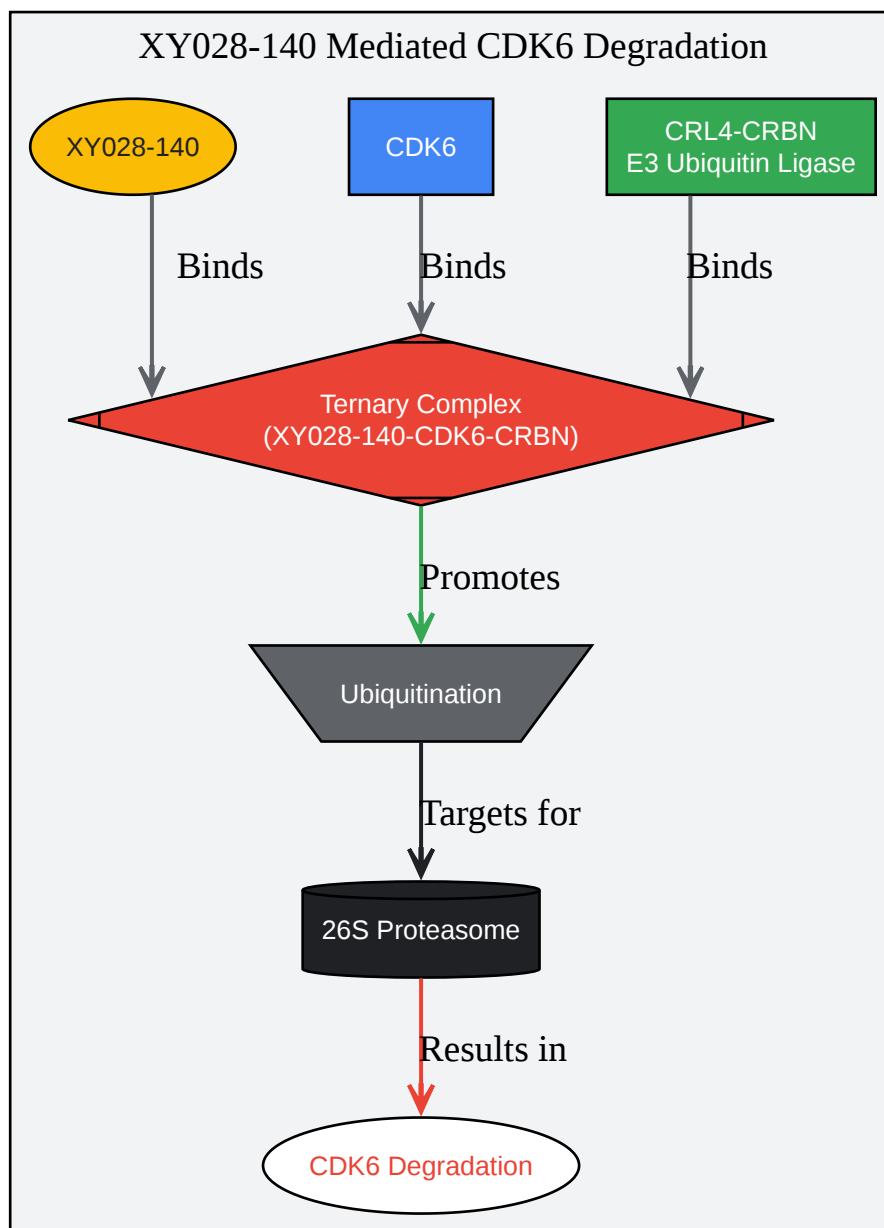 XY028-140 Mediated CDK6 Degradation
XY028-140
CDK6
CRL4-CRBN
E3 Ubiquitin Ligase
Binds
Binds
Binds
Ternary Complex
(XY028-140-CDK6-CRBN)
Promotes
Ubiquitination
Targets for
26S Proteasome
Results in
CDK6 Degradation